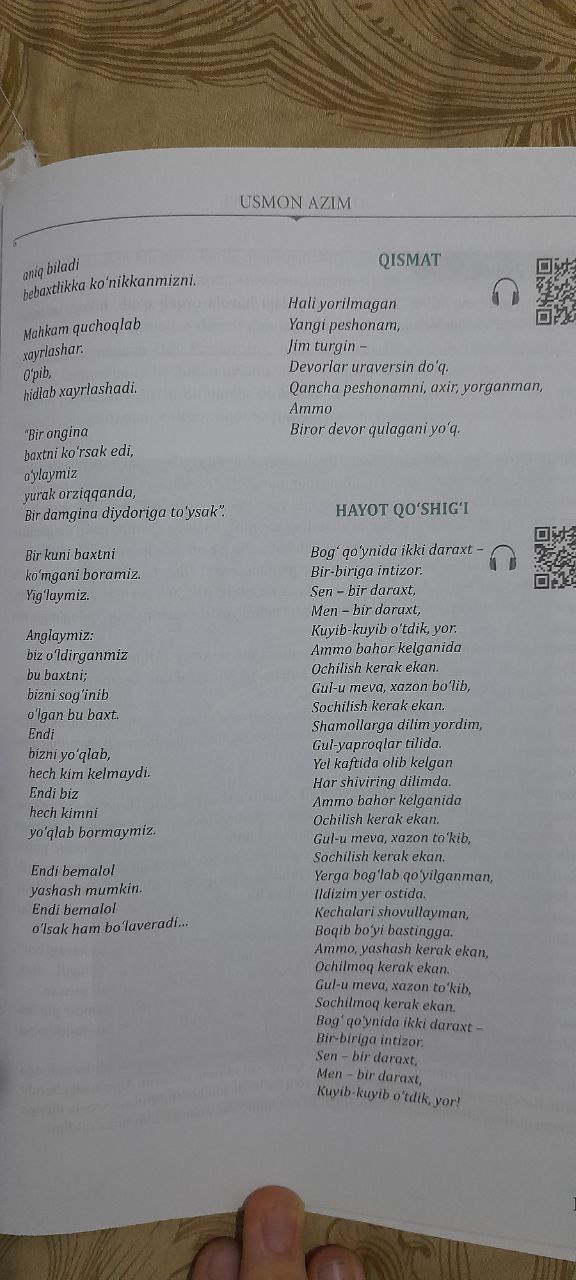 USMON AZIM
aniq biladi
bebaxtlikka ko‘nikkanmizni.
Mahkam quchoqlab
xayrlashar.
O‘pib,
hidlab xayrlashadi.
“Bir ongina
baxtni ko‘rsak edi,
o‘ylaymiz
yurak orziqqanda,
Bir damgina diydoriga to‘ysak”.
Bir kuni baxtni
ko‘mgani boramiz.
Yig‘laymiz.
Anglaymiz:
biz o‘ldirganmiz
bu baxtni;
bizni sog‘inib
o‘lgan bu baxt.
Endi
bizni yo‘qlab,
hech kim kelmaydi.
Endi biz
hech kimni
yo‘qlab bormaymiz.
Endi bemalol
yashash mumkin.
Endi bemalol
o‘lsak ham bo‘laveradi...
QISMAT
Hali yorilmagan
Yangi peshonam,
Jim turgin –
Devorlar uraversin do‘q.
Qancha peshonamni, axir, yorganman,
Ammo
Biror devor qulagani yo‘q.
HAYOT QO‘SHIG‘I
Bog‘ qo‘ynida ikki daraxt –
Bir-biriga intizor.
Sen – bir daraxt,
Men – bir daraxt,
Kuyib-kuyib o‘tdik, yor.
Ammo bahor kelganida
Ochilish kerak ekan.
Gul-u meva, xazon bo‘lib,
Sochilish kerak ekan.
Shamollarga dilim yordim,
Gul-yaproqlar tilida.
Yel kaftida olib kelgan
Har shiviring dilimda.
Ammo bahor kelganida
Ochilish kerak ekan.
Gul-u meva, xazon to‘kib,
Sochilish kerak ekan.
Yerga bog‘lab qo‘yilganman,
Ildizim yer ostida.
Kechalari shovullayman,
Boqib bo‘yi bastingga.
Ammo, yashash kerak ekan,
Ochilmoq kerak ekan.
Gul-u meva, xazon to‘kib,
Sochilmoq kerak ekan.
Bog‘ qo‘ynida ikki daraxt –
Bir-biriga intizor.
Sen – bir daraxt,
Men – bir daraxt,
Kuyib-kuyib o‘tdik, yor!